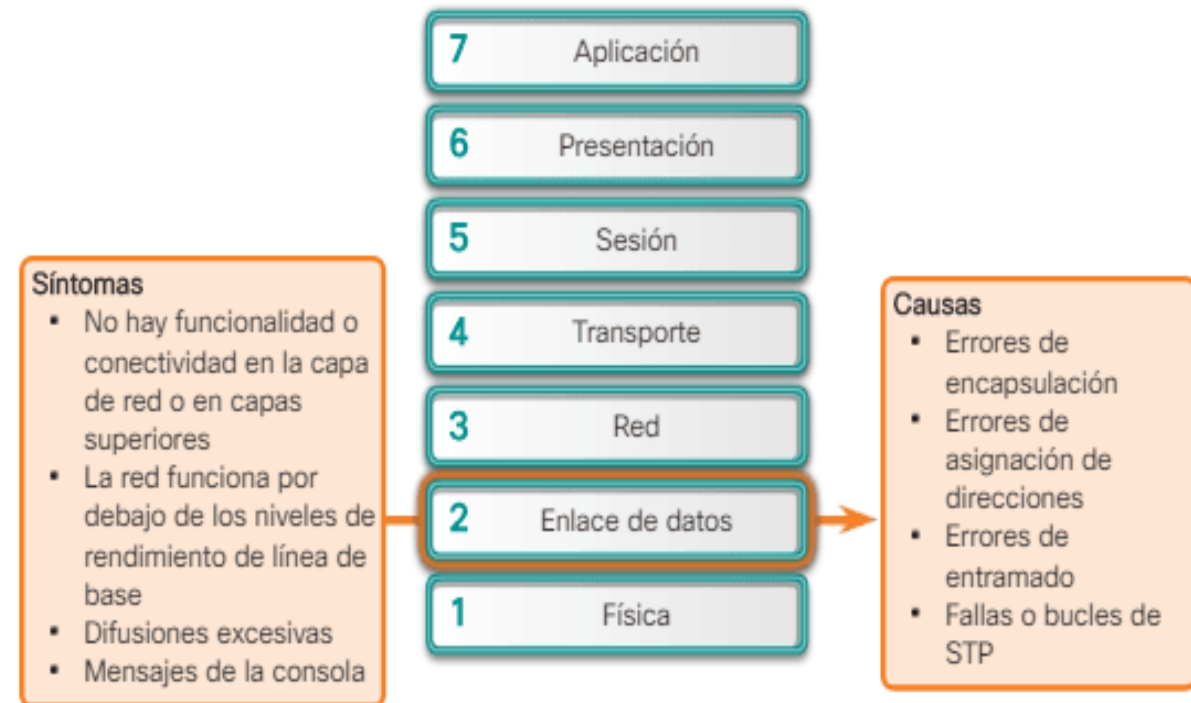 7 Aplicación
6 Presentación
5 Sesión
4 Transporte
3 Red
2 Enlace de datos
1 Física
Síntomas
▪ No hay funcionalidad o
conectividad en la capa
de red o en capas
superiores
▪ La red funciona por
debajo de los niveles de
rendimiento de línea de
base
▪ Difusiones excesivas
▪ Mensajes de la consola
Causas
▪ Errores de
encapsulación
▪ Errores de
asignación de
direcciones
▪ Errores de
entramado
▪ Fallas o bucles de
STP